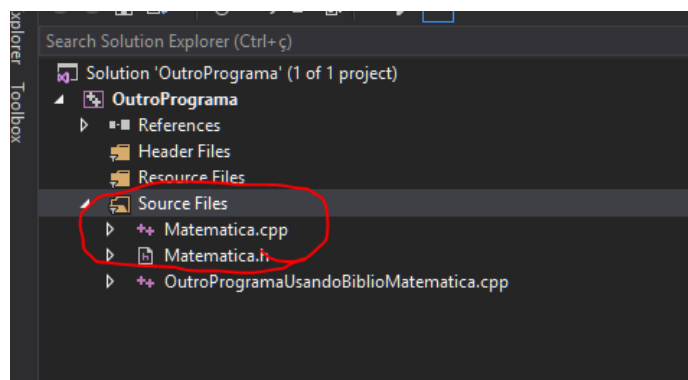 xplorer
Toolbox
Search Solution Explorer (Ctrl+ç)
Solution 'OutroPrograma' (1 of 1 project)
OutroPrograma
References
Header Files
Resource Files
Source Files
Matematica.cpp
Matematica.h
OutroProgramaUsandoBiblioMatematica.cpp